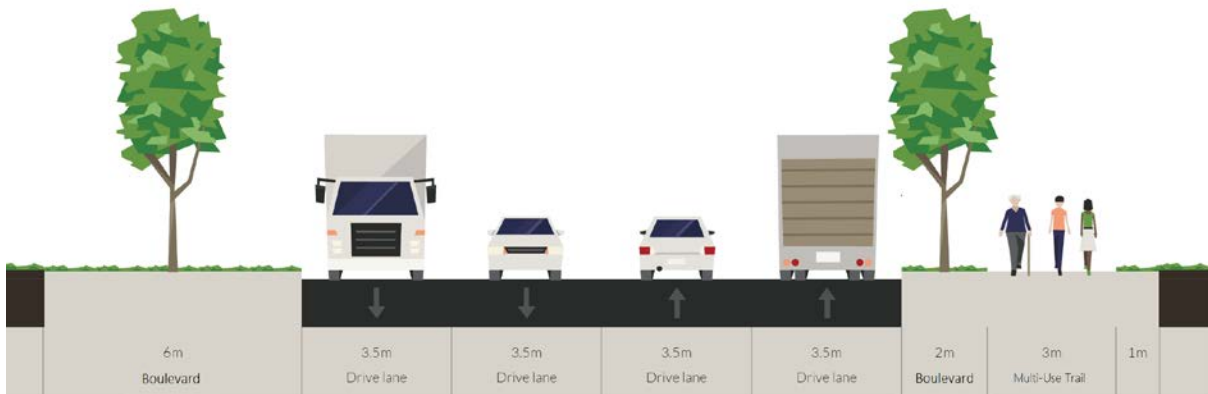 6m
Boulevard
3.5m
Drive lane
3.5m
Drive lane
3.5m
Drive lane
3.5m
Drive lane
2m
Boulevard
3m
Multi-Use Trail
1m